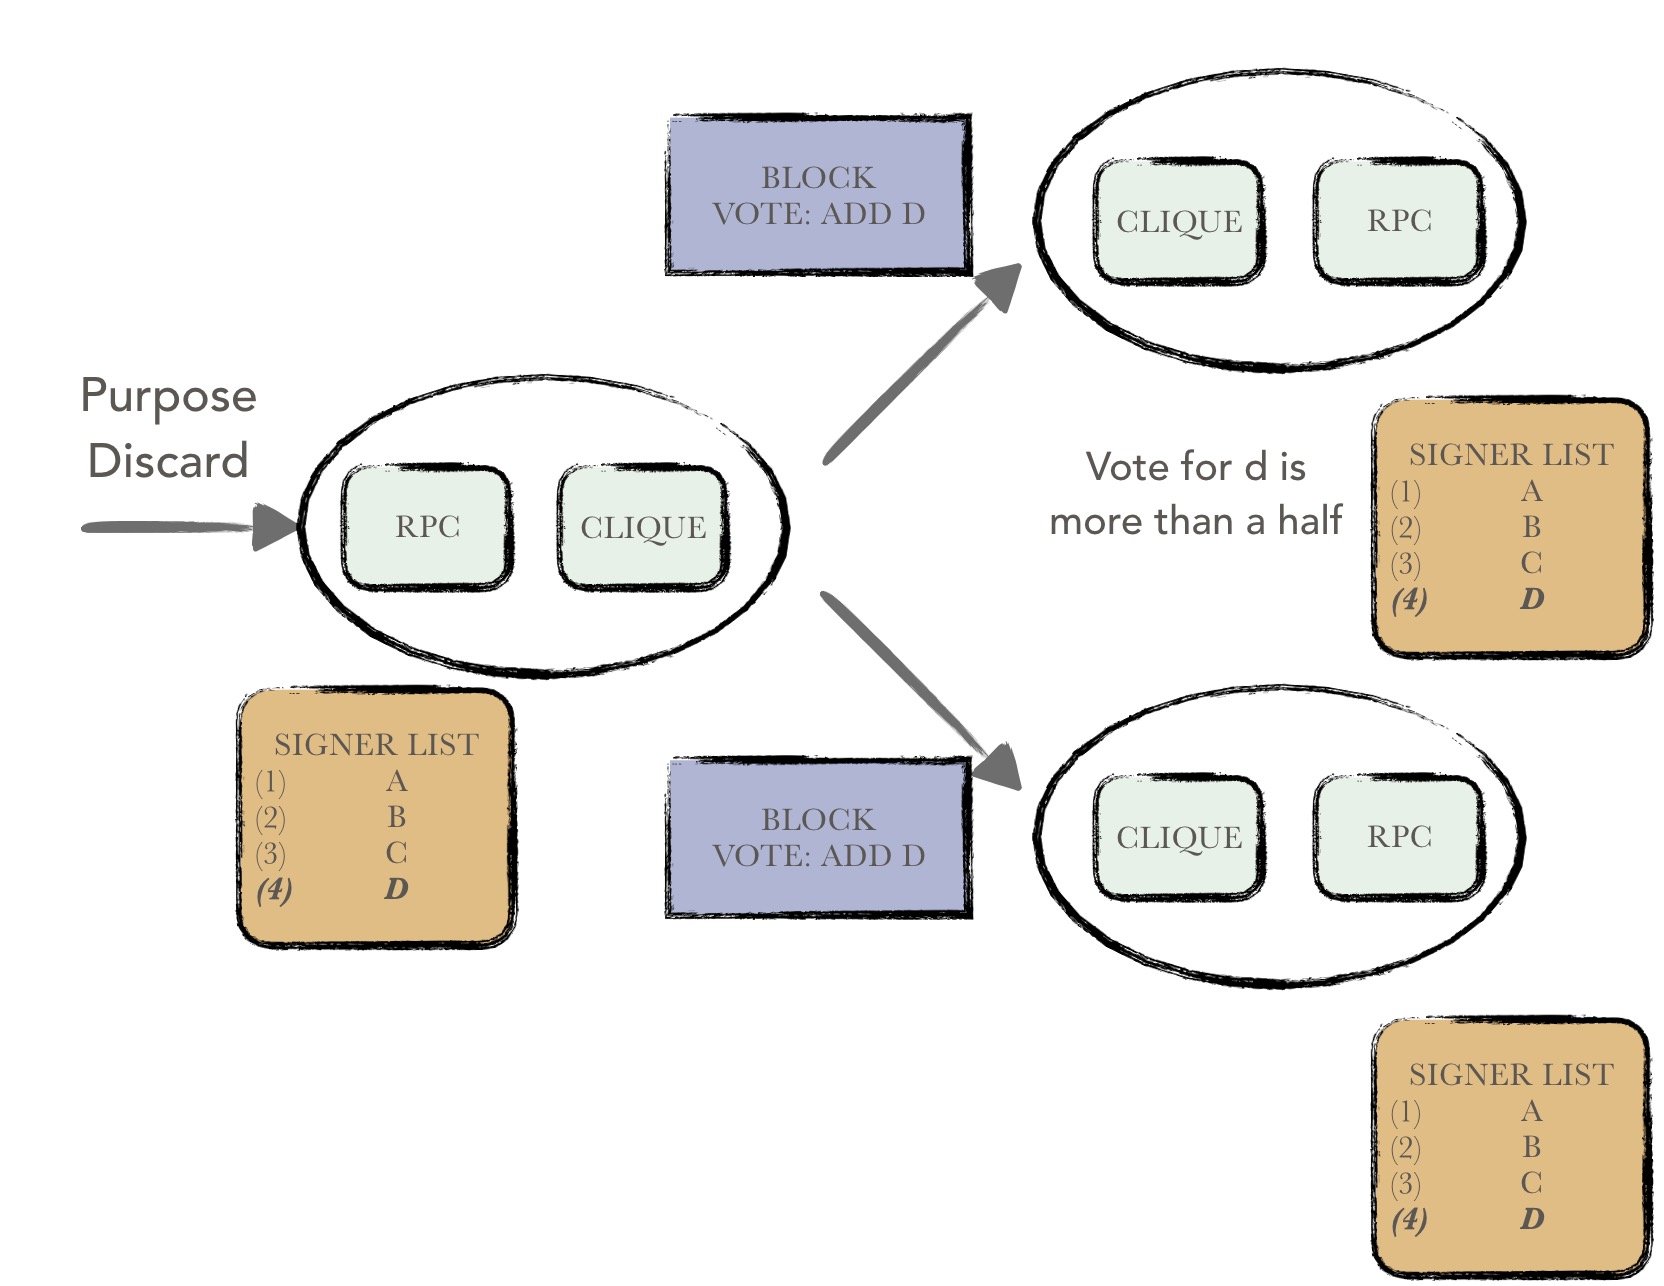 BLOCK
VOTE: ADD D
CLIQUE
RPC
Purpose
Discard
RPC
CLIQUE
Vote for d is
more than a half
SIGNER LIST
(1) A
(2) B
(3) C
(4) D
SIGNER LIST
(1) A
(2) B
(3) C
(4) D
BLOCK
VOTE: ADD D
CLIQUE
RPC
SIGNER LIST
(1) A
(2) B
(3) C
(4) D